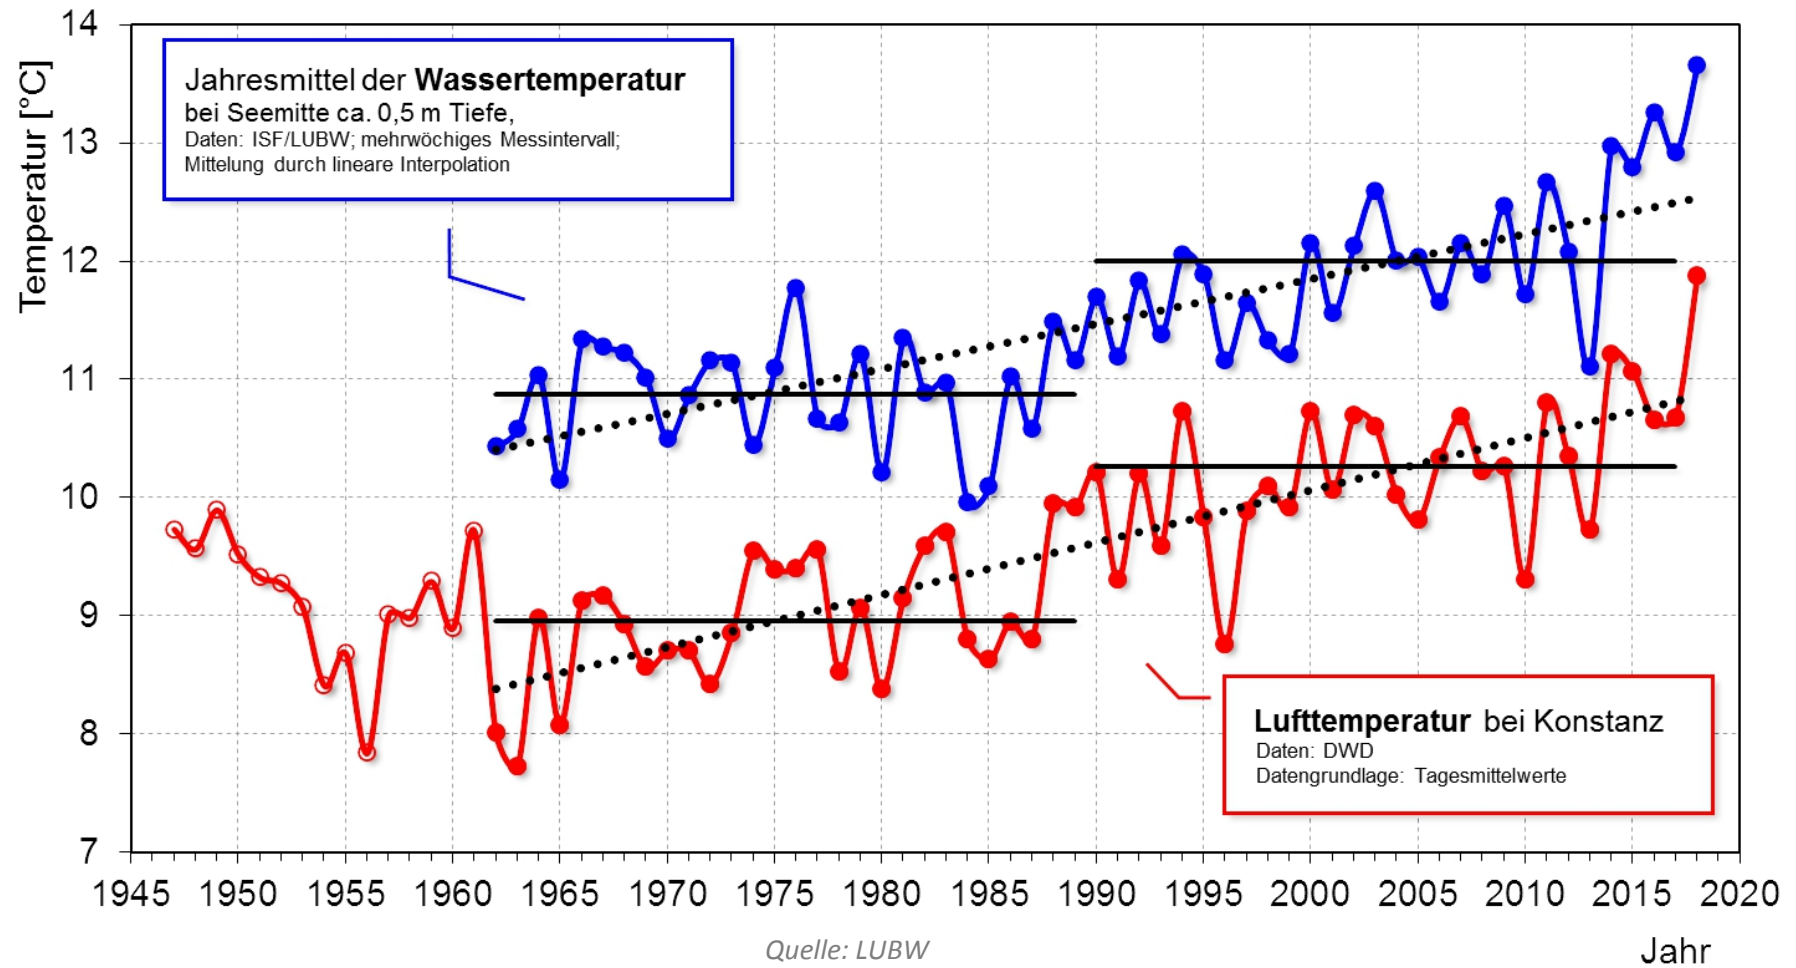 14
13
12
11
10
9
8
7
Temperatur [°C]
Jahresmittel der Wassertemperatur
bei Seemitte ca. 0,5 m Tiefe,
Daten: ISF/LUBW; mehrwöchiges Messintervall;
Mittelung durch lineare Interpolation
Lufttemperatur bei Konstanz
Daten: DWD
Datengrundlage: Tagesmittelwerte
1945 1950 1955 1960 1965 1970 1975 1980 1985 1990 1995 2000 2005 2010 2015 2020
Quelle: LUBW
Jahr